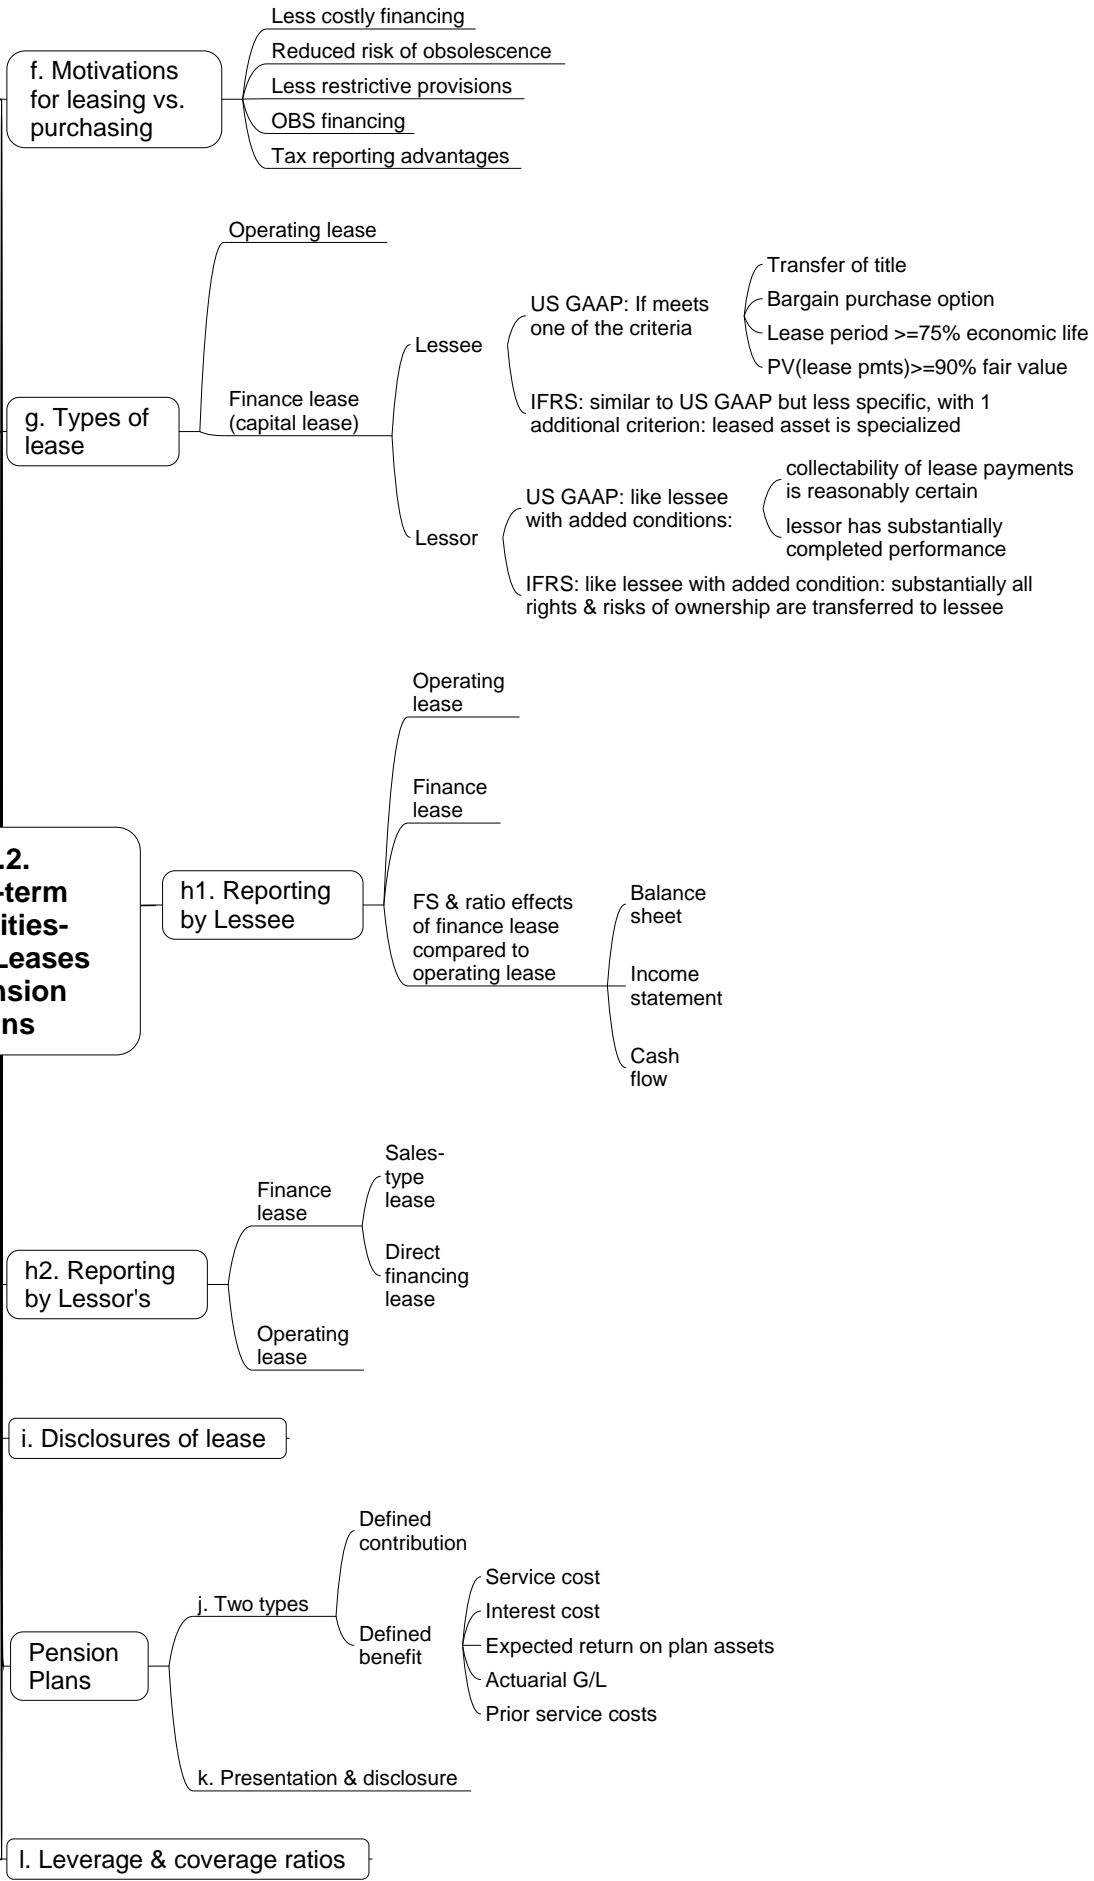 Less costly financing
Reduced risk of obsolescence
f. Motivations
for leasing vs.
purchasing
Less restrictive provisions
OBS financing
Tax reporting advantages
g. Types of
lease
Operating lease
Finance lease
(capital lease)
Lessee
US GAAP: If meets
one of the criteria
Transfer of title
Bargain purchase option
Lease period >=75% economic life
PV(lease pmts)>=90% fair value
IFRS: similar to US GAAP but less specific, with 1
additional criterion: leased asset is specialized
Lessor
US GAAP: like lessee
with added conditions:
collectability of lease payments
is reasonably certain
lessor has substantially
completed performance
IFRS: like lessee with added condition: substantially all
rights & risks of ownership are transferred to lessee
.2.
-term
ities-
Leases
nsion
ns
h1. Reporting
by Lessee
Operating
lease
Finance
lease
FS & ratio effects
of finance lease
compared to
operating lease
Balance
sheet
Income
statement
Cash
flow
h2. Reporting
by Lessor's
Finance
lease
Sales-
type
lease
Direct
financing
lease
Operating
lease
i. Disclosures of lease
Pension
Plans
j. Two types
Defined
contribution
Defined
benefit
Service cost
Interest cost
Expected return on plan assets
Actuarial G/L
Prior service costs
k. Presentation & disclosure
l. Leverage & coverage ratios